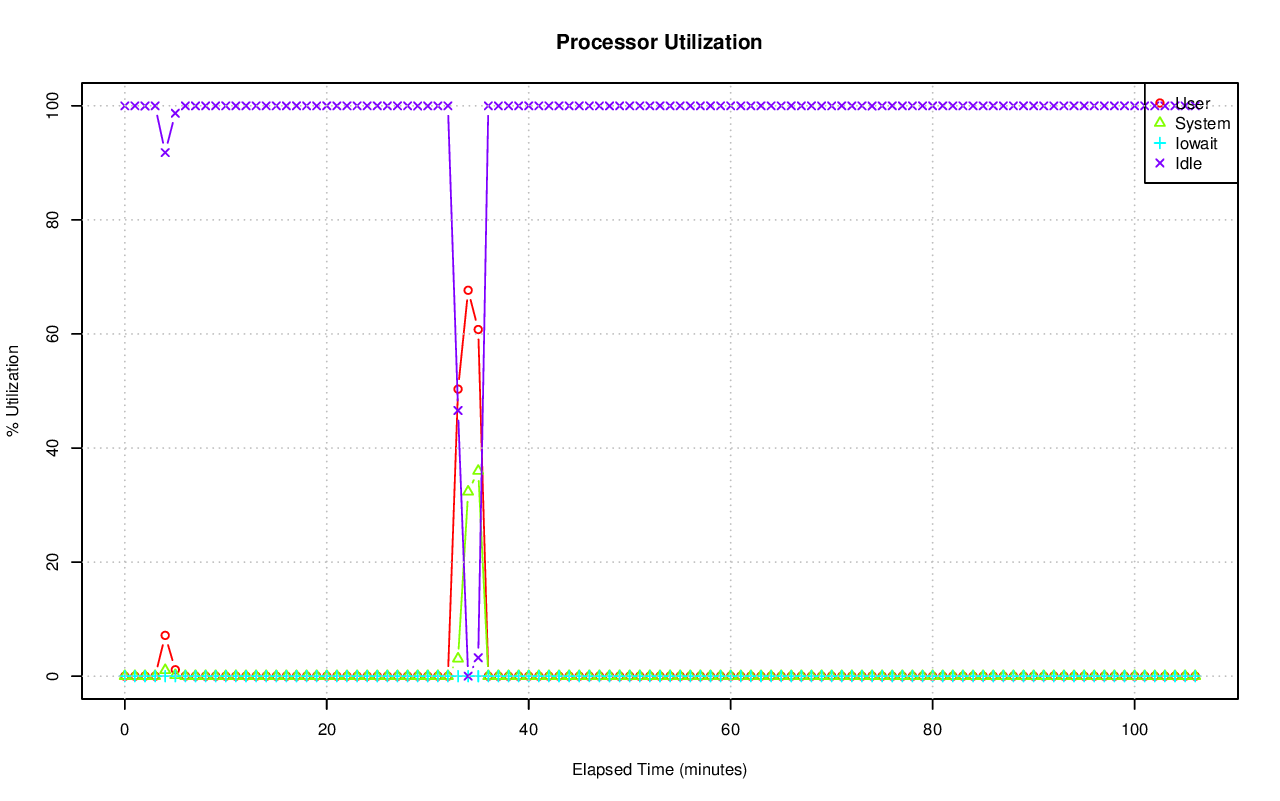 Processor Utilization
% Utilization
100
80
60
40
20
0
User
System
Iowait
Idle
0 20 40 60 80 100
Elapsed Time (minutes)